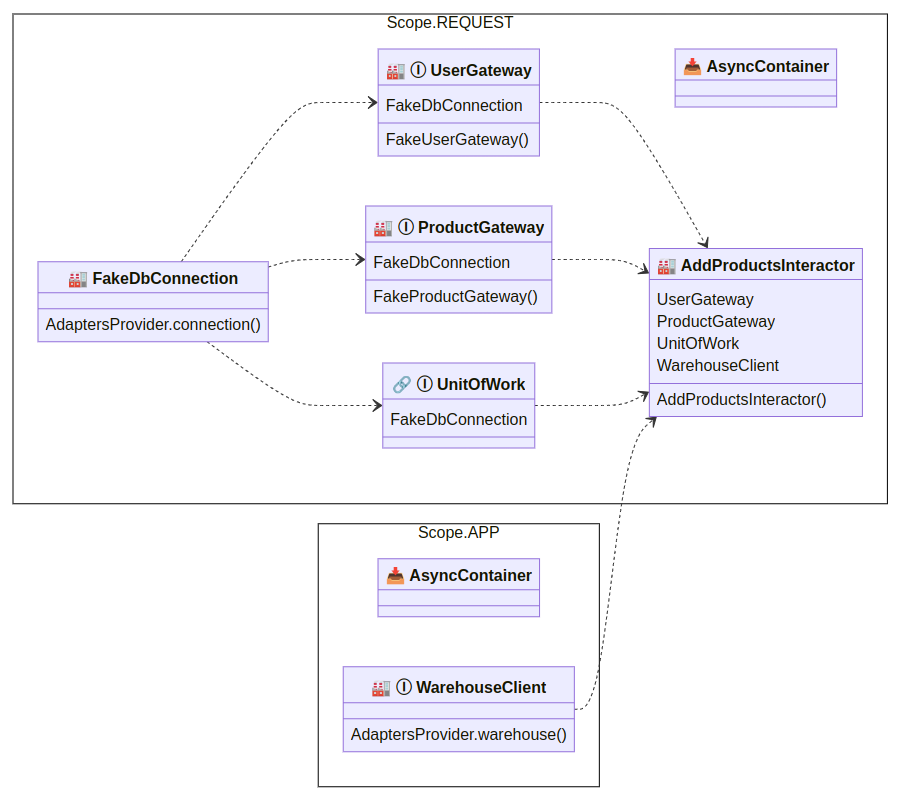 Scope.REQUEST
🏭 Ⓘ UserGateway
FakeDbConnection
FakeUserGateway()
📥 AsyncContainer
🏭 Ⓘ ProductGateway
FakeDbConnection
FakeProductGateway()
🏭 FakeDbConnection
AdaptersProvider.connection()
🏭 AddProductsInteractor
UserGateway
ProductGateway
UnitOfWork
WarehouseClient
AddProductsInteractor()
🔗 Ⓘ UnitOfWork
FakeDbConnection
Scope.APP
📥 AsyncContainer
🏭 Ⓘ WarehouseClient
AdaptersProvider.warehouse()